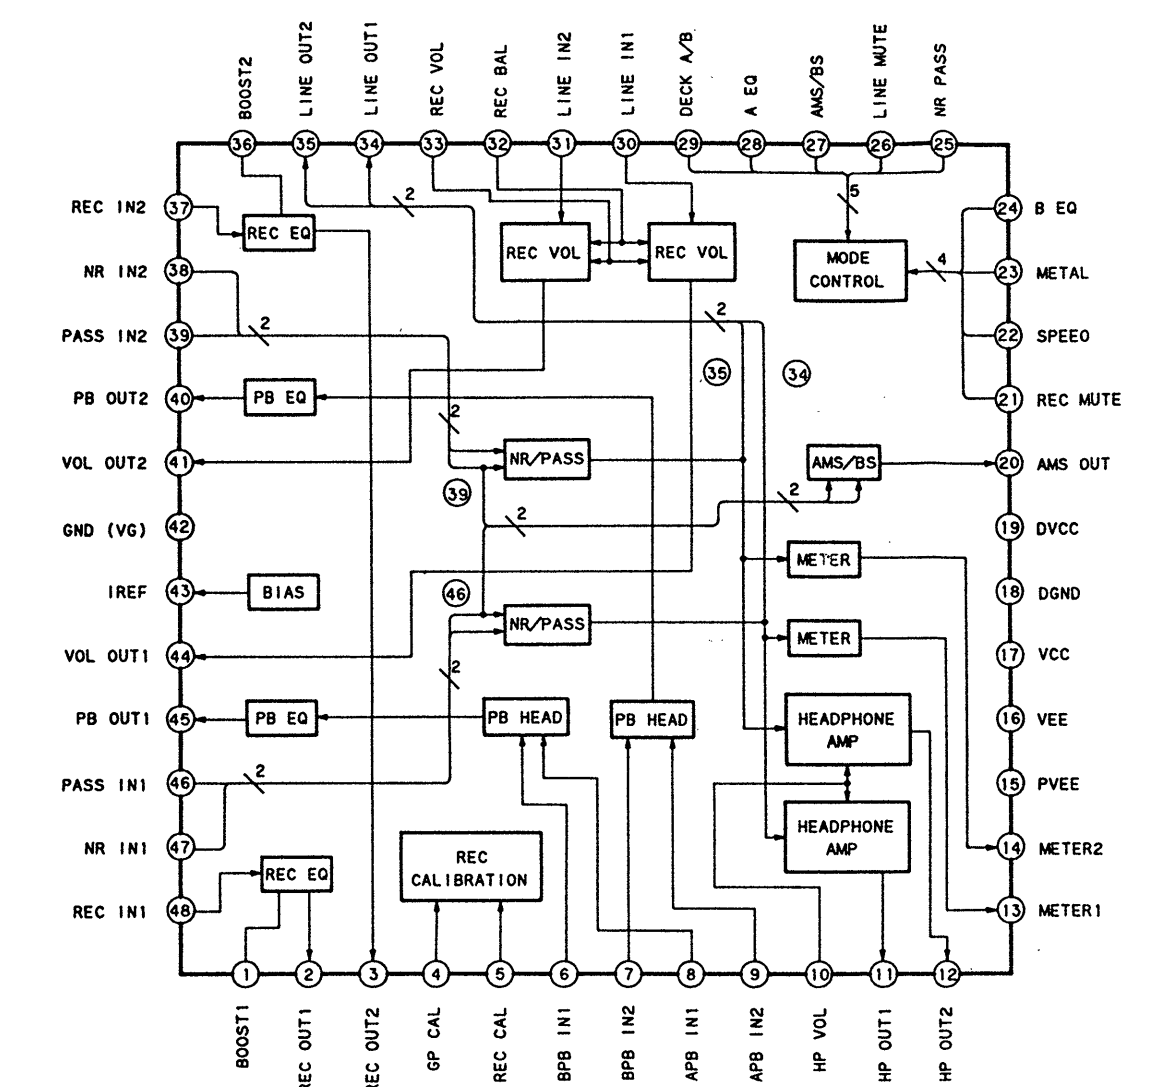 BOOST2
LINE OUT2
LINE OUT1
REC VOL
REC BAL
LINE IN2
LINE IN1
DECK A/B
A EQ
AMS/BS
LINE MUTE
NR PASS
36
35
34
33
32
31
30
29
28
27
26
25
REC IN2
37
REC EQ
2
REC VOL
REC VOL
5
MODE
CONTROL
24
B EQ
NR IN2
38
4
23
METAL
PASS IN2
39
2
2
22
SPEEO
35
34
PB OUT2
40
PB EQ
2
21
REC MUTE
VOL OUT2
41
NR/PASS
AMS/BS
20
AMS OUT
39
2
GND (VG)
42
2
19
DVCC
METER
IREF
43
BIAS
46
18
DGND
NR/PASS
METER
VOL OUT1
44
2
17
VCC
PB OUT1
45
PB EQ
PB HEAD
PB HEAD
HEADPHONE
AMP
16
VEE
PASS IN1
46
2
15
PVEE
HEADPHONE
AMP
NR IN1
47
REC
CALIBRATION
14
METER2
REC EQ
REC IN1
48
13
METER1
1
2
3
4
5
6
7
8
9
10
11
12
BOOST1
REC OUT1
REC OUT2
GP CAL
REC CAL
BPB IN1
BPB IN2
APB IN1
APB IN2
HP VOL
HP OUT1
HP OUT2